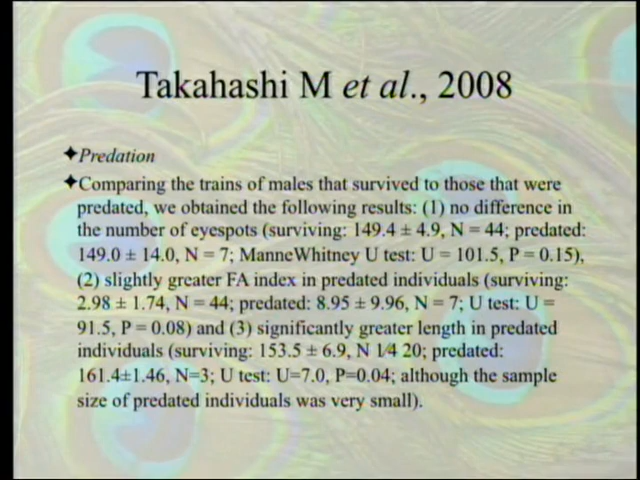 Takahashi M et al., 2008
✦Predation
✦Comparing the trains of males that survived to those that were
predated, we obtained the following results: (1) no difference in
the number of eyespots (surviving: 149.4 ± 4.9, N = 44; predated:
149.0 ± 14.0, N = 7; ManneWhitney U test: U = 101.5, P = 0.15),
(2) slightly greater FA index in predated individuals (surviving:
2.98 ± 1.74, N = 44; predated: 8.95 ± 9.96, N = 7; U test: U =
91.5, P = 0.08) and (3) significantly greater length in predated
individuals (surviving: 153.5 ± 6.9, N 1⁄4 20; predated:
161.4±1.46, N=3; U test: U=7.0, P=0.04; although the sample
size of predated individuals was very small).